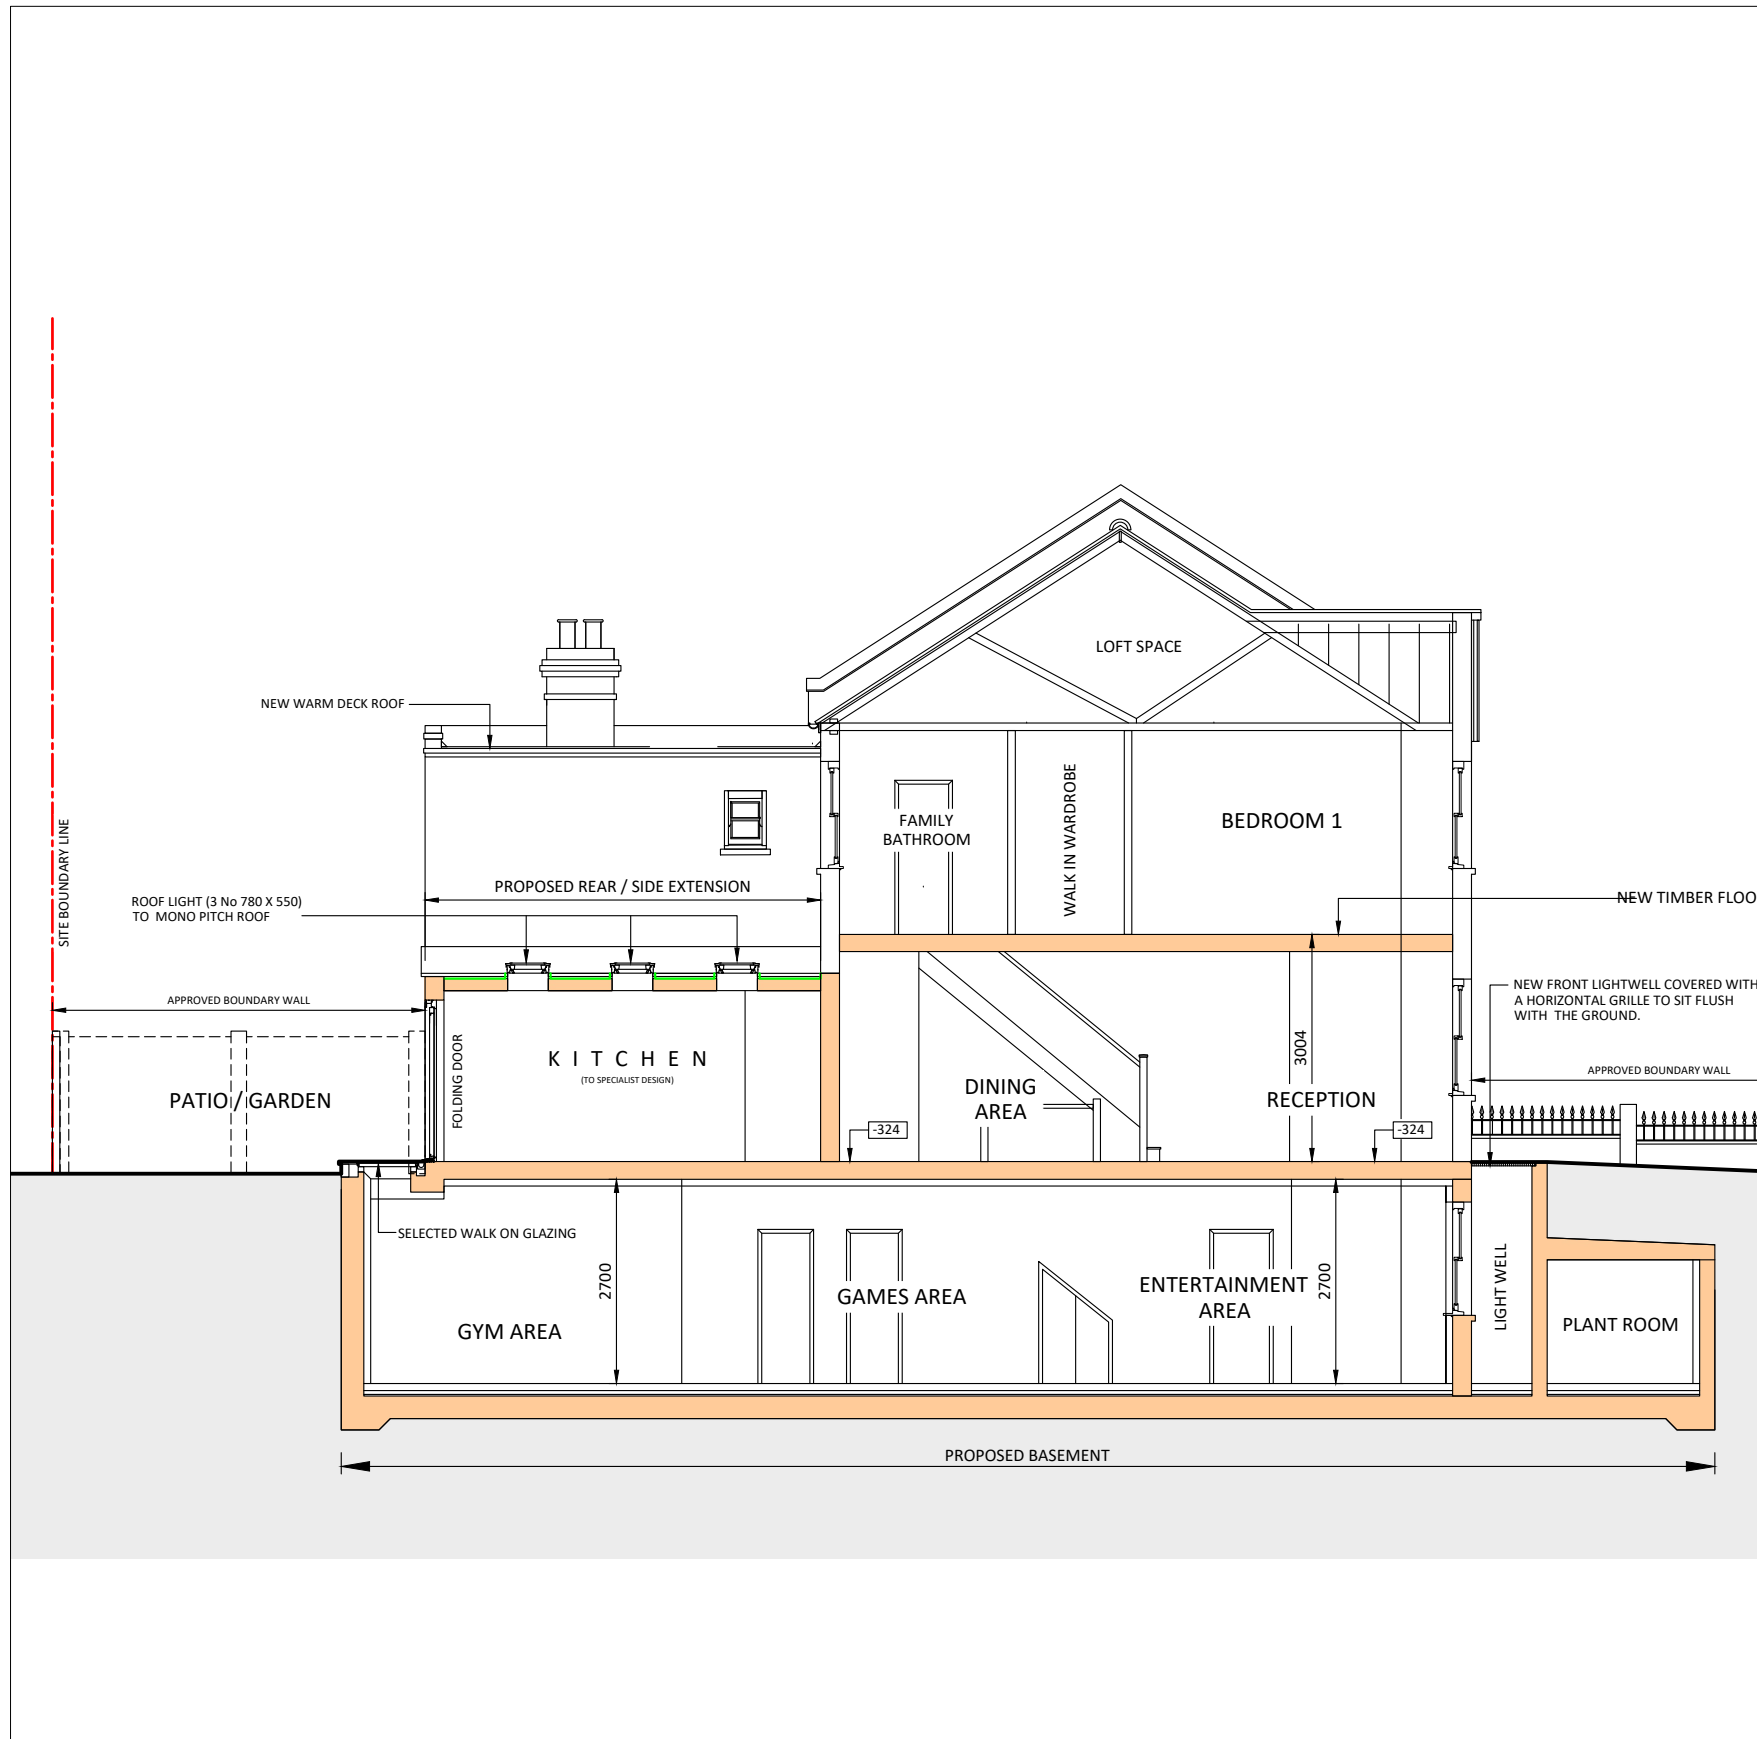 LOFT SPACE
NEW WARM DECK ROOF
FAMILY
BATHROOM
WALK IN WARDROBE
BEDROOM 1
SITE BOUNDARY LINE
PROPOSED REAR / SIDE EXTENSION
ROOF LIGHT (3 No 780 X 550)
TO MONO PITCH ROOF
NEW TIMBER FLOO
APPROVED BOUNDARY WALL
NEW FRONT LIGHTWELL COVERED WITH
A HORIZONTAL GRILLE TO SIT FLUSH
WITH THE GROUND.
FOLDING DOOR
KITCHEN
(TO SPECIALIST DESIGN)
3004
APPROVED BOUNDARY WALL
PATIO / GARDEN
DINING
AREA
RECEPTION
-324
-324
SELECTED WALK ON GLAZING
2700
GAMES AREA
ENTERTAINMENT
AREA
2700
LIGHT WELL
GYM AREA
PLANT ROOM
PROPOSED BASEMENT